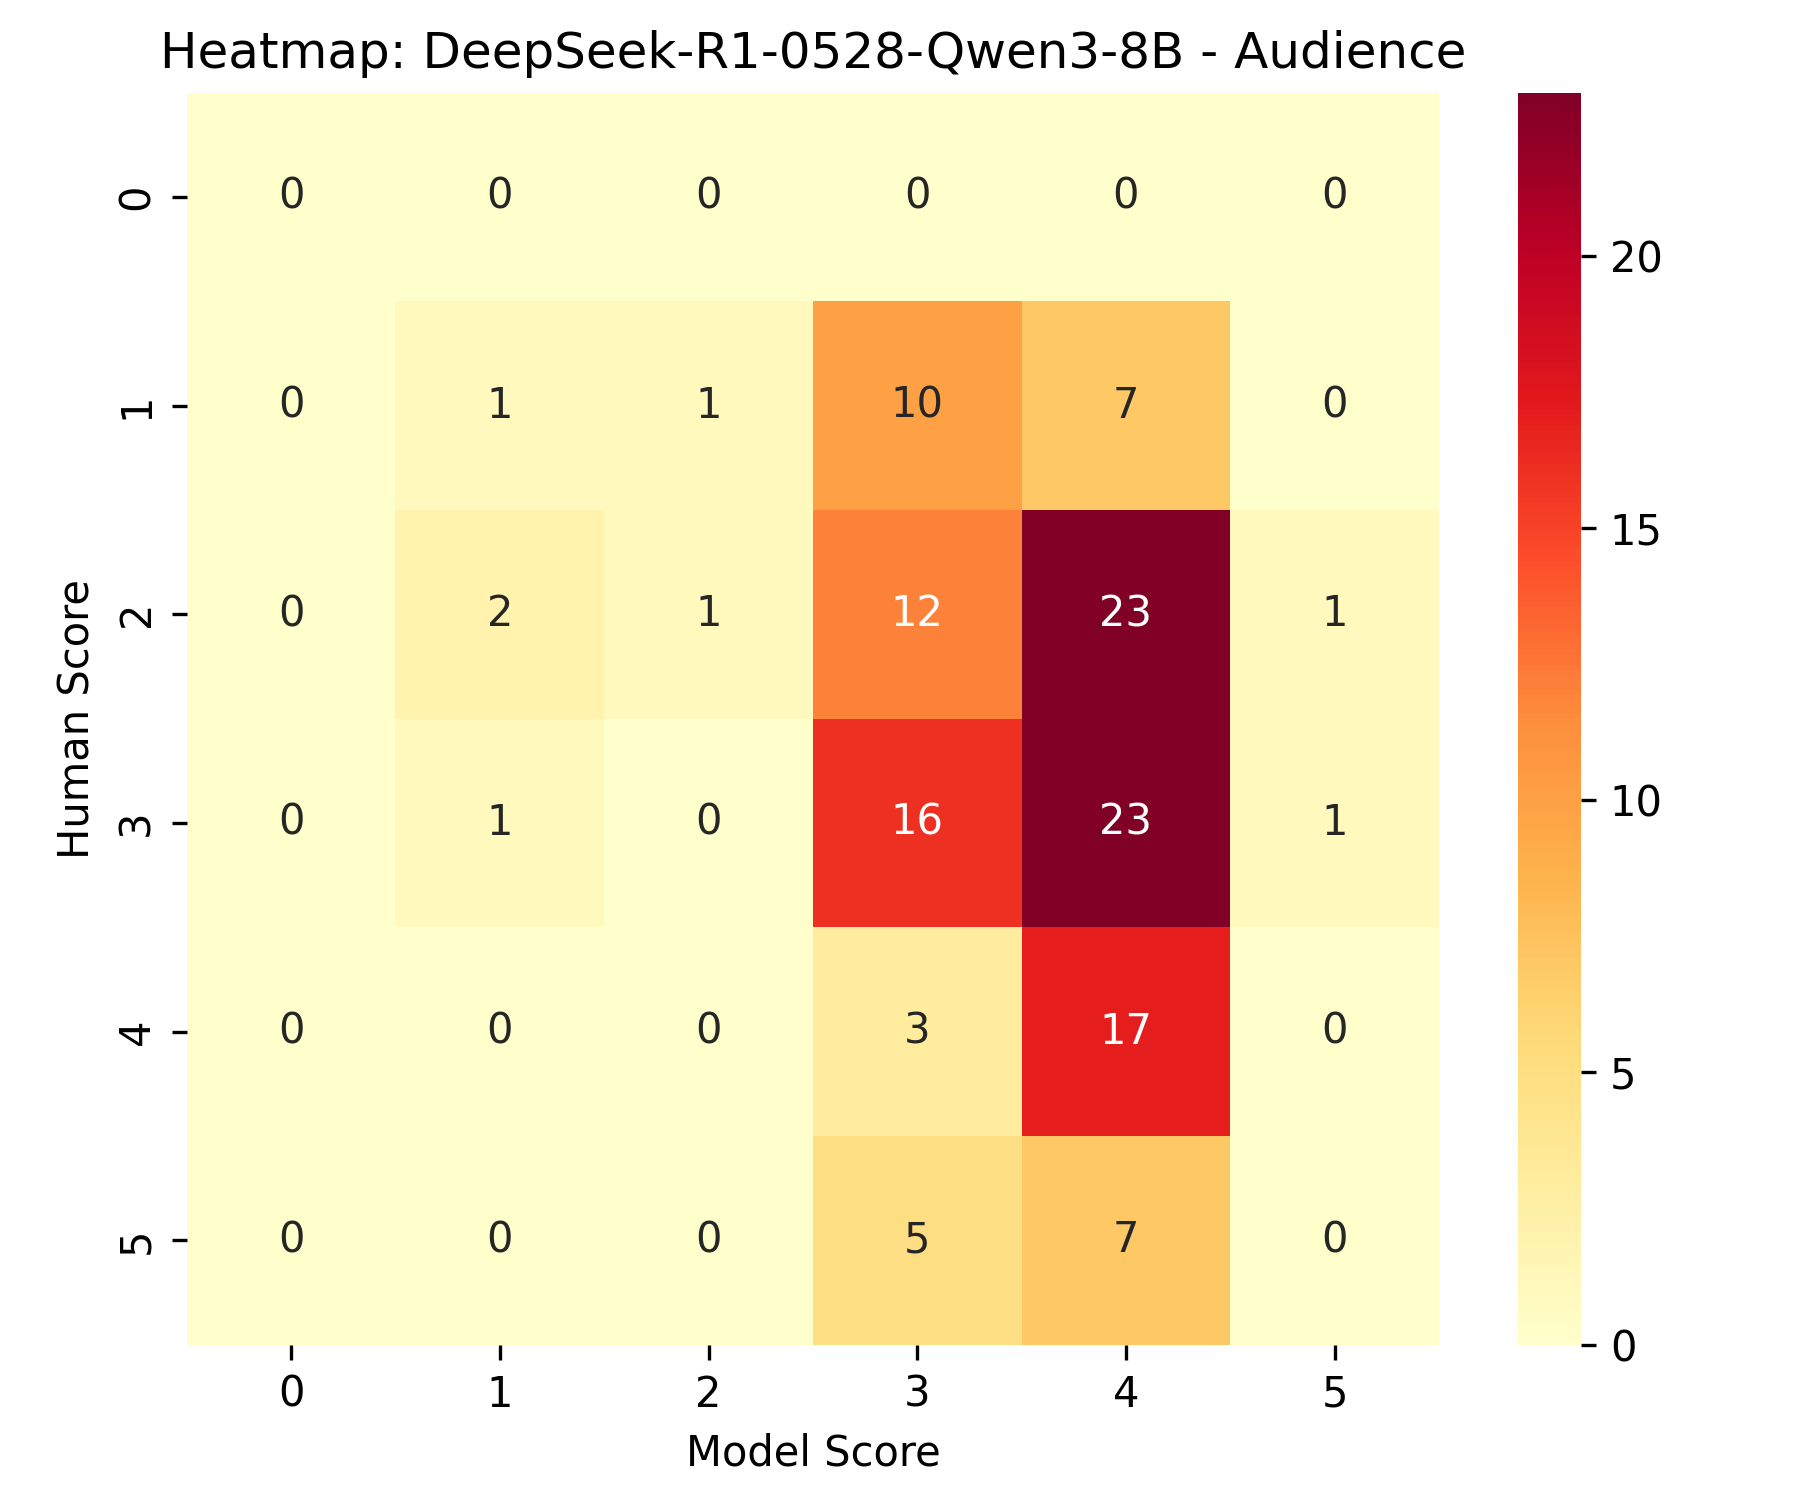 Heatmap: DeepSeek-R1-0528-Qwen3-8B - Audience
0 0 0 0 0 0 0
1 0 1 1 10 7 0
2 0 2 1 12 23 1
3 0 1 0 16 23 1
4 0 0 0 3 17 0
5 0 0 0 5 7 0
0 1 2 3 4 5
Model Score
Human Score
20
15
10
5
0